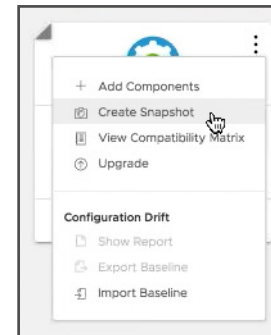 Add Components
Create Snapshot
View Compatibility Matrix
Upgrade
Configuration Drift
Show Report
Export Baseline
Import Baseline